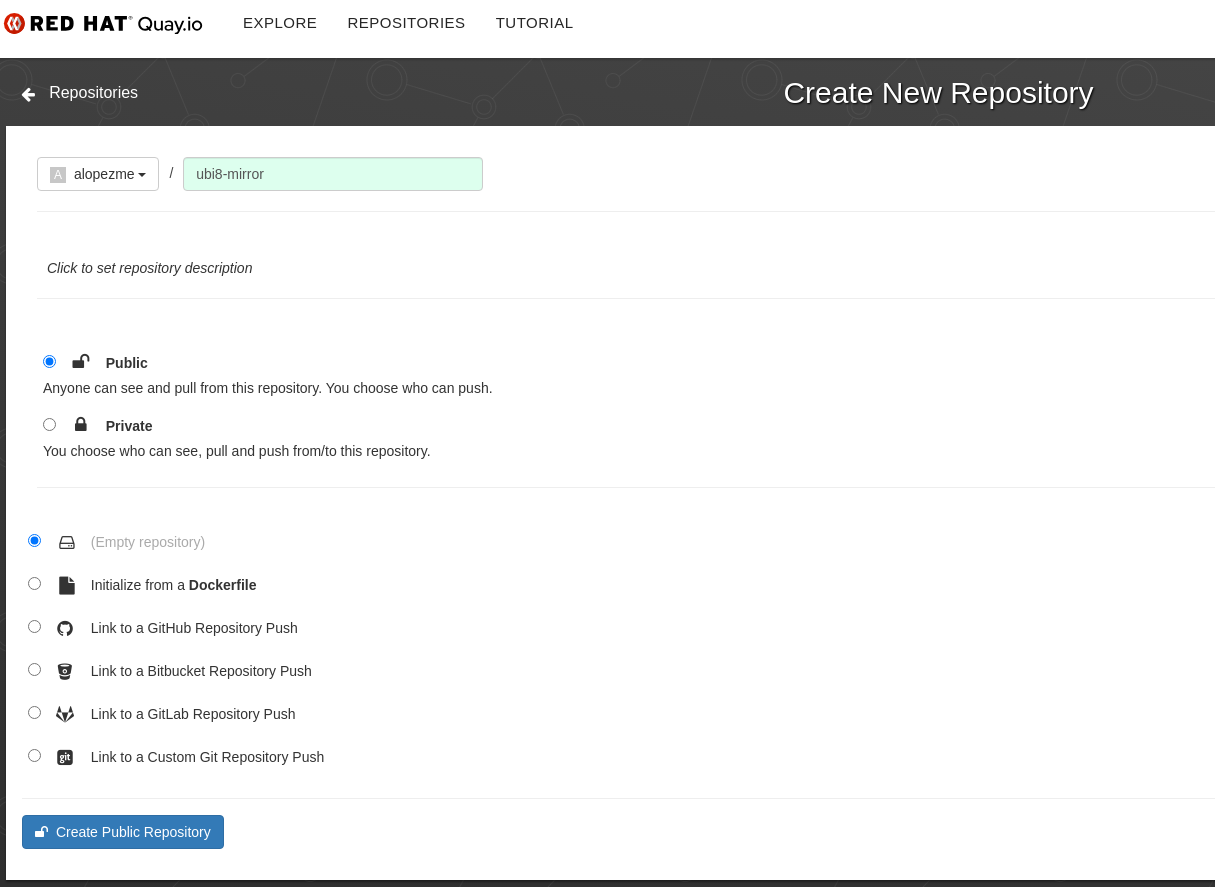 RED HAT® Quay.io EXPLORE REPOSITORIES TUTORIAL
Repositories Create New Repository
A alopezme / ubi8-mirror
Click to set repository description
Public
Anyone can see and pull from this repository. You choose who can push.
Private
You choose who can see, pull and push from/to this repository.
(Empty repository)
Initialize from a Dockerfile
Link to a GitHub Repository Push
Link to a Bitbucket Repository Push
Link to a GitLab Repository Push
git Link to a Custom Git Repository Push
Create Public Repository